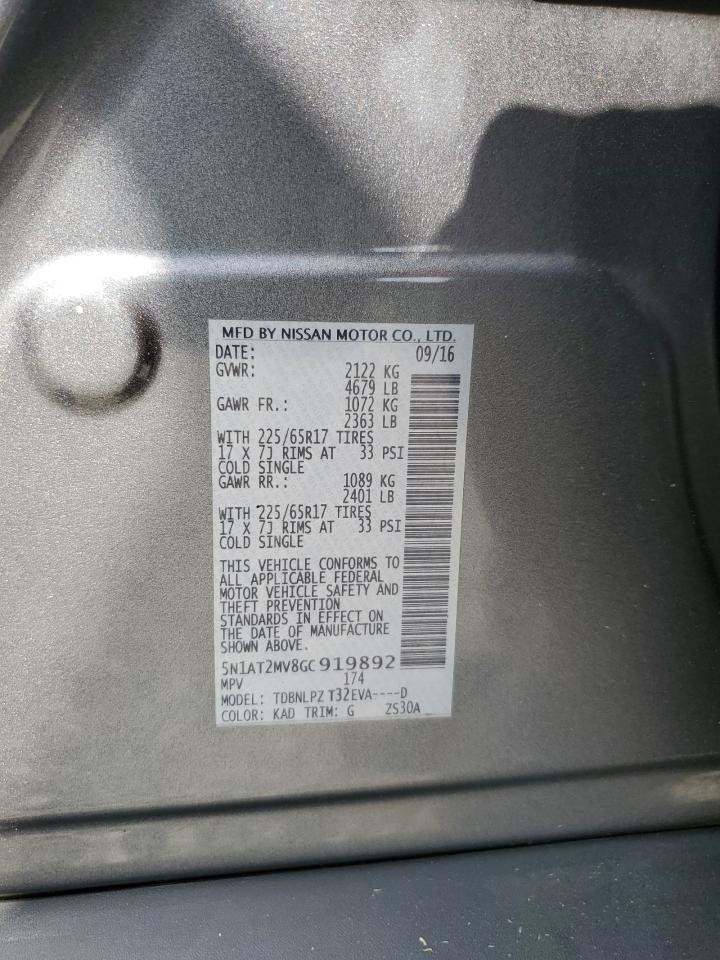 MFD BY NISSAN MOTOR CO., LTD.
DATE: 09/16
GVWR: 2122 KG
4679 LB
GAWR FR.: 1072 KG
2363 LB
WITH 225/65R17 TIRES
17 X 7J RIMS AT 33 PSI
COLD SINGLE
GAWR RR.: 1089 KG
2401 LB
WITH 225/65R17 TIRES
17 X 7J RIMS AT 33 PSI
COLD SINGLE
THIS VEHICLE CONFORMS TO
ALL APPLICABLE FEDERAL
MOTOR VEHICLE SAFETY AND
THEFT PREVENTION
STANDARDS IN EFFECT ON
THE DATE OF MANUFACTURE
SHOWN ABOVE.
5N1AT2MV8GC919892
MPV 174
MODEL: TDBNLPZ T32EVA----D
COLOR: KAD TRIM: G ZS30A